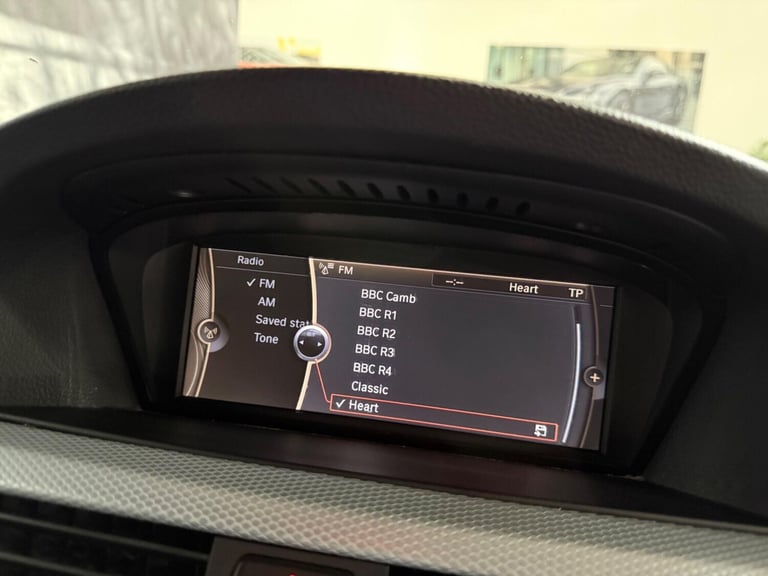 Radio
✓ FM
AM
Saved stat
Tone
FM
-:-- Heart TP
BBC Camb
BBC R1
BBC R2
BBC R3
BBC R4
Classic
✓ Heart